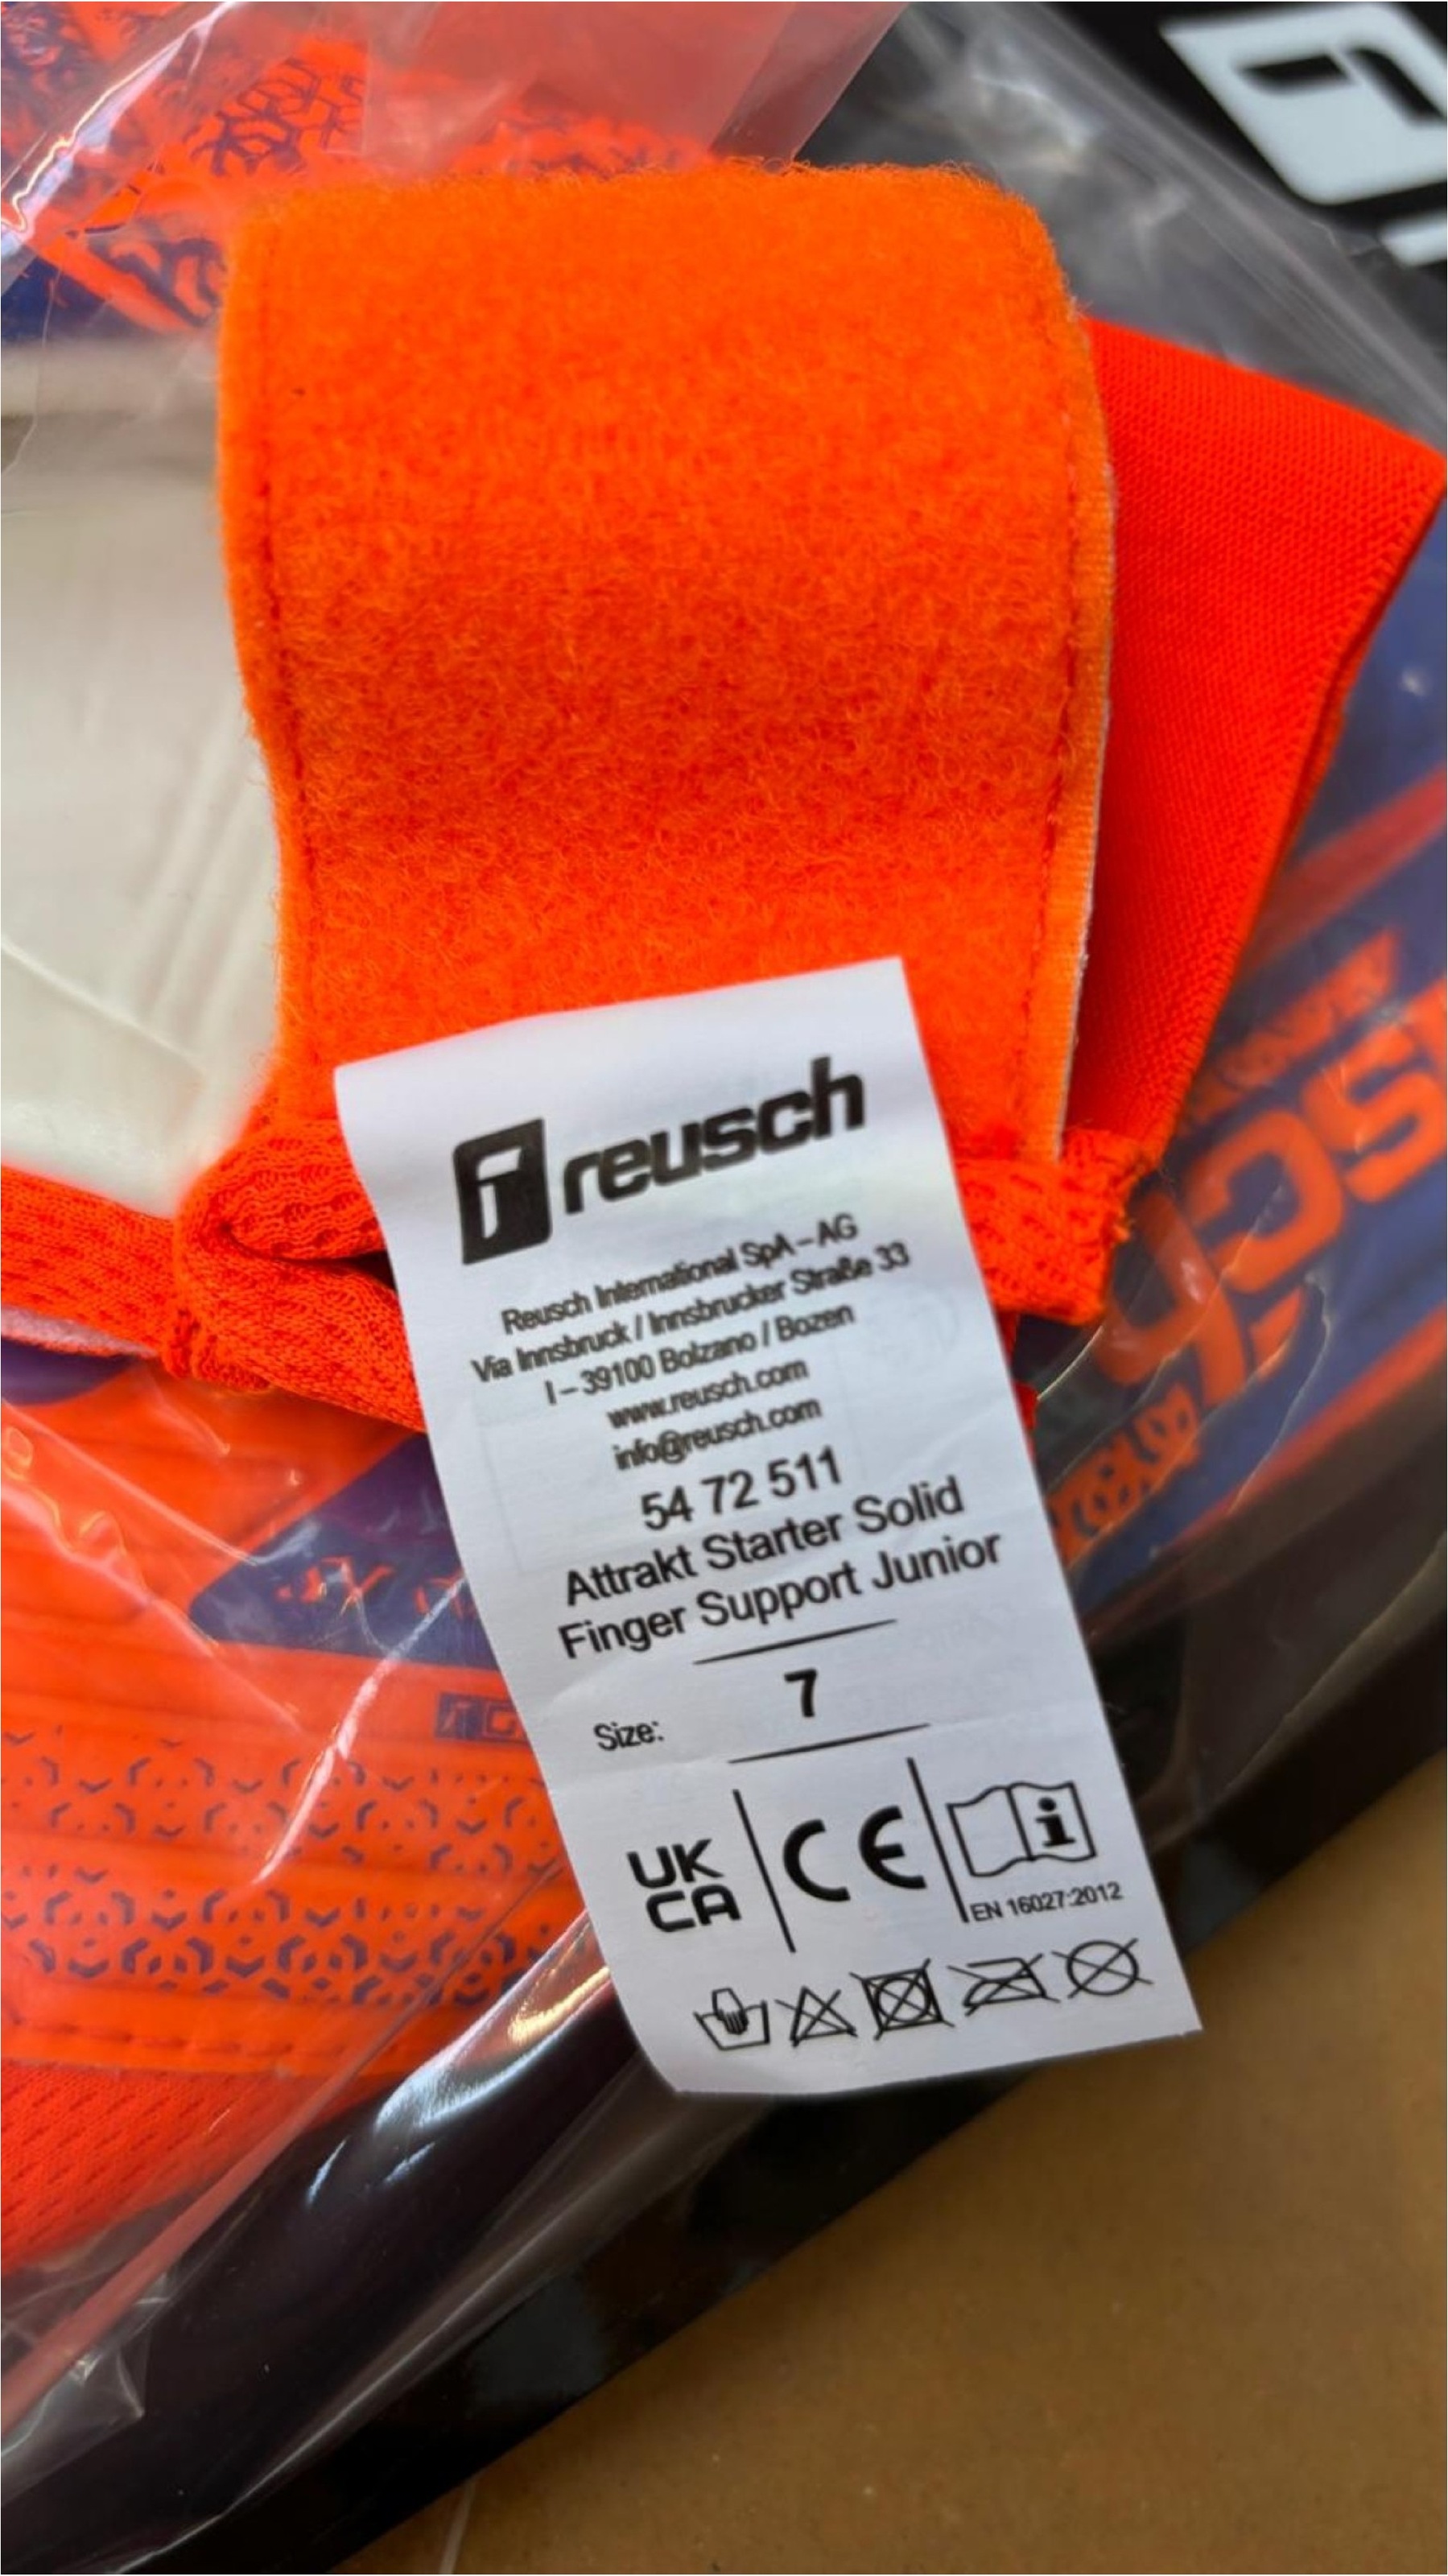 reusch
Reusch International SpA – AG
Via Innsbruck / Innsbrucker Straße 33
I – 39100 Bolzano / Bozen
www.reusch.com
info@reusch.com
54 72 511
Attrakt Starter Solid
Finger Support Junior
7
Size:
UK
CA
CE
EN 16027:2012